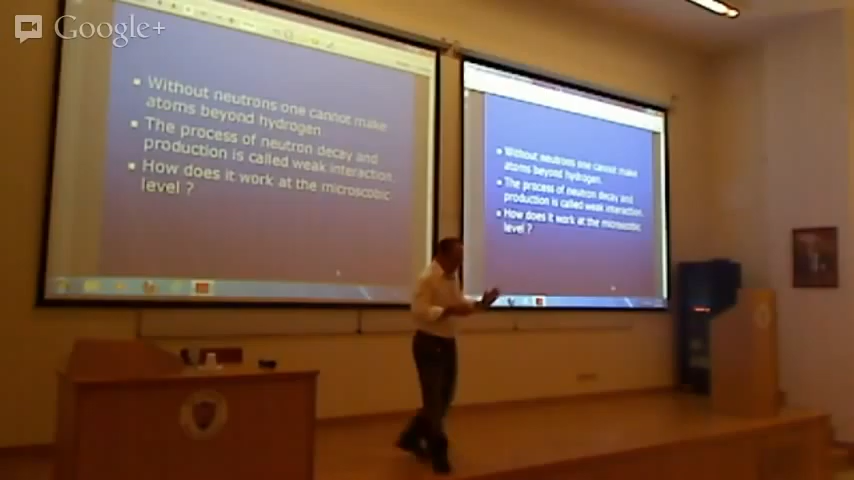 Google+
Without neutrons one cannot make
atoms beyond hydrogen
The process of neutron decay and
production is called weak interaction.
How does it work at the microscobic
level ?
Without neutrons one cannot make
atoms beyond hydrogen.
The process of neutron decay and
production is called weak interaction.
How does it work at the microscobic
level ?